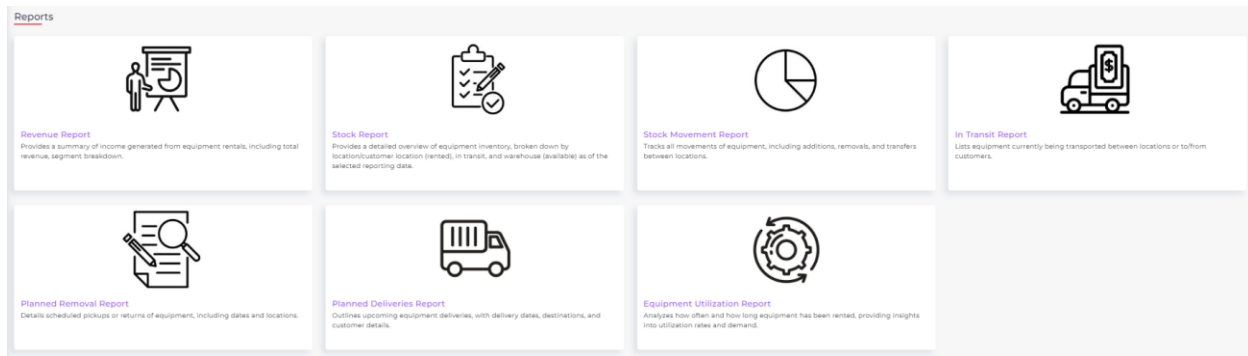 Reports
Revenue Report
Provides a summary of income generated from equipment rentals, including total
revenue, segment breakdown.
Stock Report
Provides a detailed overview of equipment inventory, broken down by
location/customer location (rented), in transit, and warehouse (available) as of the
selected reporting date.
Stock Movement Report
Tracks all movements of equipment, including additions, removals, and transfers
between locations.
In Transit Report
Lists equipment currently being transported between locations or to/from
customers.
Planned Removal Report
Details scheduled pickups or returns of equipment, including dates and locations.
Planned Deliveries Report
Outlines upcoming equipment deliveries, with delivery dates, destinations, and
customer details.
Equipment Utilization Report
Analyzes how often and how long equipment has been rented, providing insights
into utilization rates and demand.